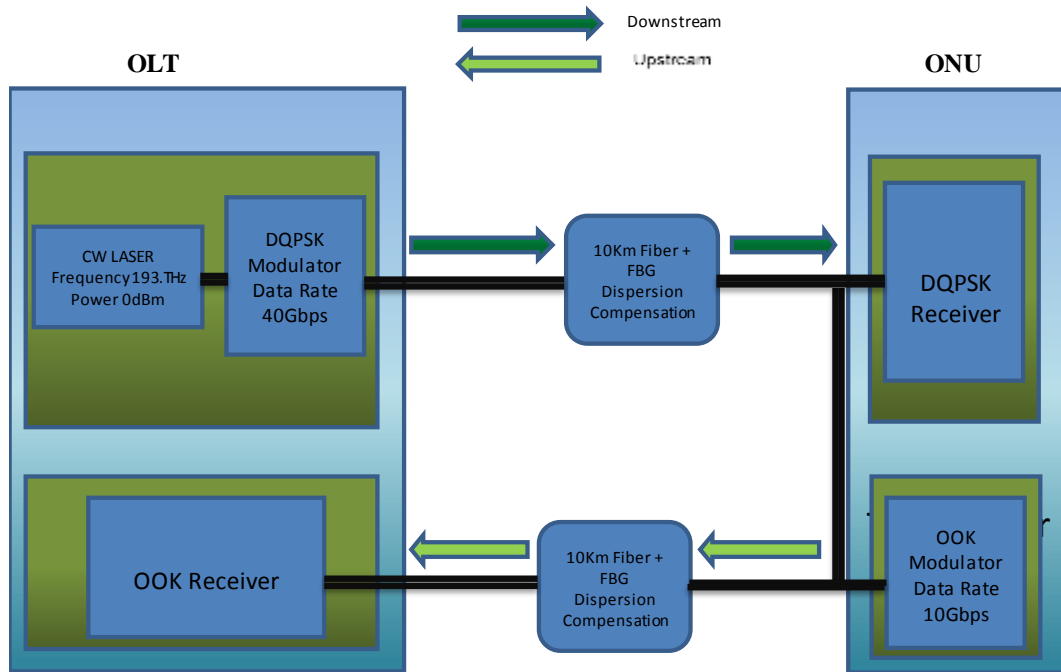 Downstream
Upstream
OLT
ONU
CW LASER
Frequency193.THz
Power 0dBm
DQPSK
Modulator
Data Rate
40Gbps
10Km Fiber +
FBG
Dispersion
Compensation
DQPSK
Receiver
OOK Receiver
10Km Fiber +
FBG
Dispersion
Compensation
OOK
Modulator
Data Rate
10Gbps